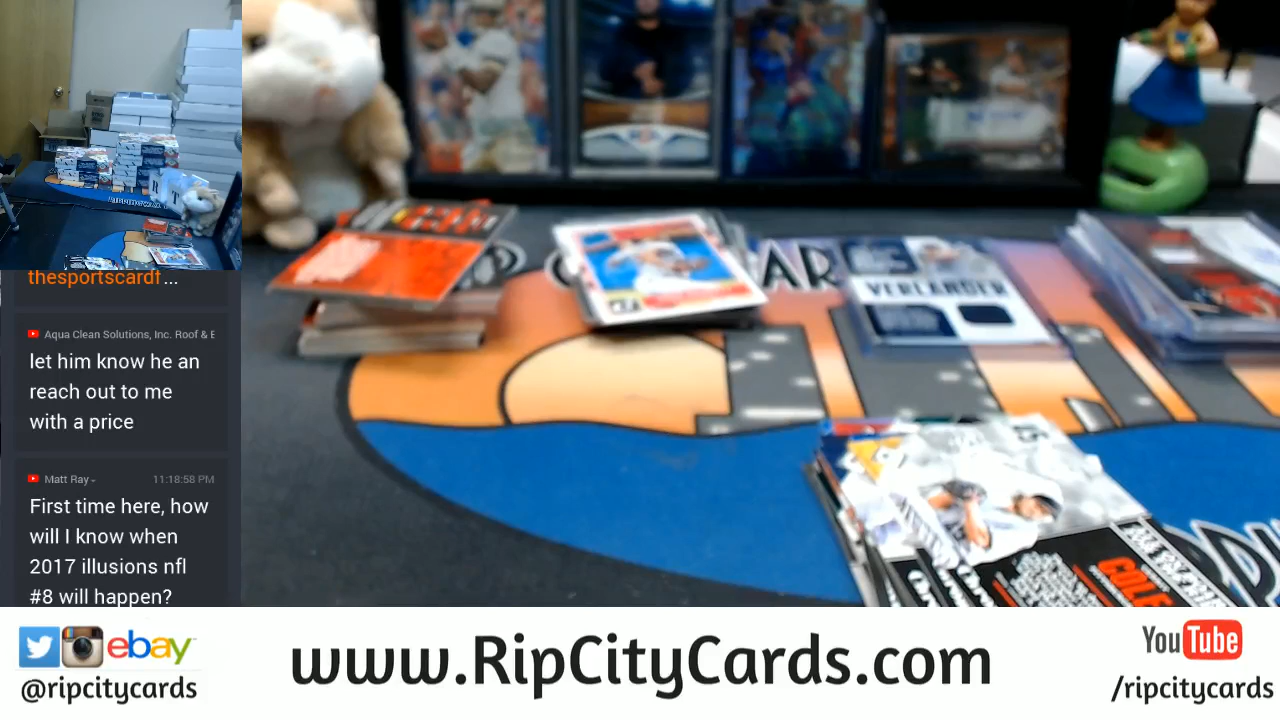 thesportscardf...
Aqua Clean Solutions, Inc. Roof & E
let him know he an
reach out to me
with a price
Matt Ray
11:18:58 PM
First time here, how
will I know when
2017 illusions nfl
#8 will happen?
VERLANDER
COLE
ebay
@ripcitycards
www.RipCityCards.com
YouTube
/ripcitycards